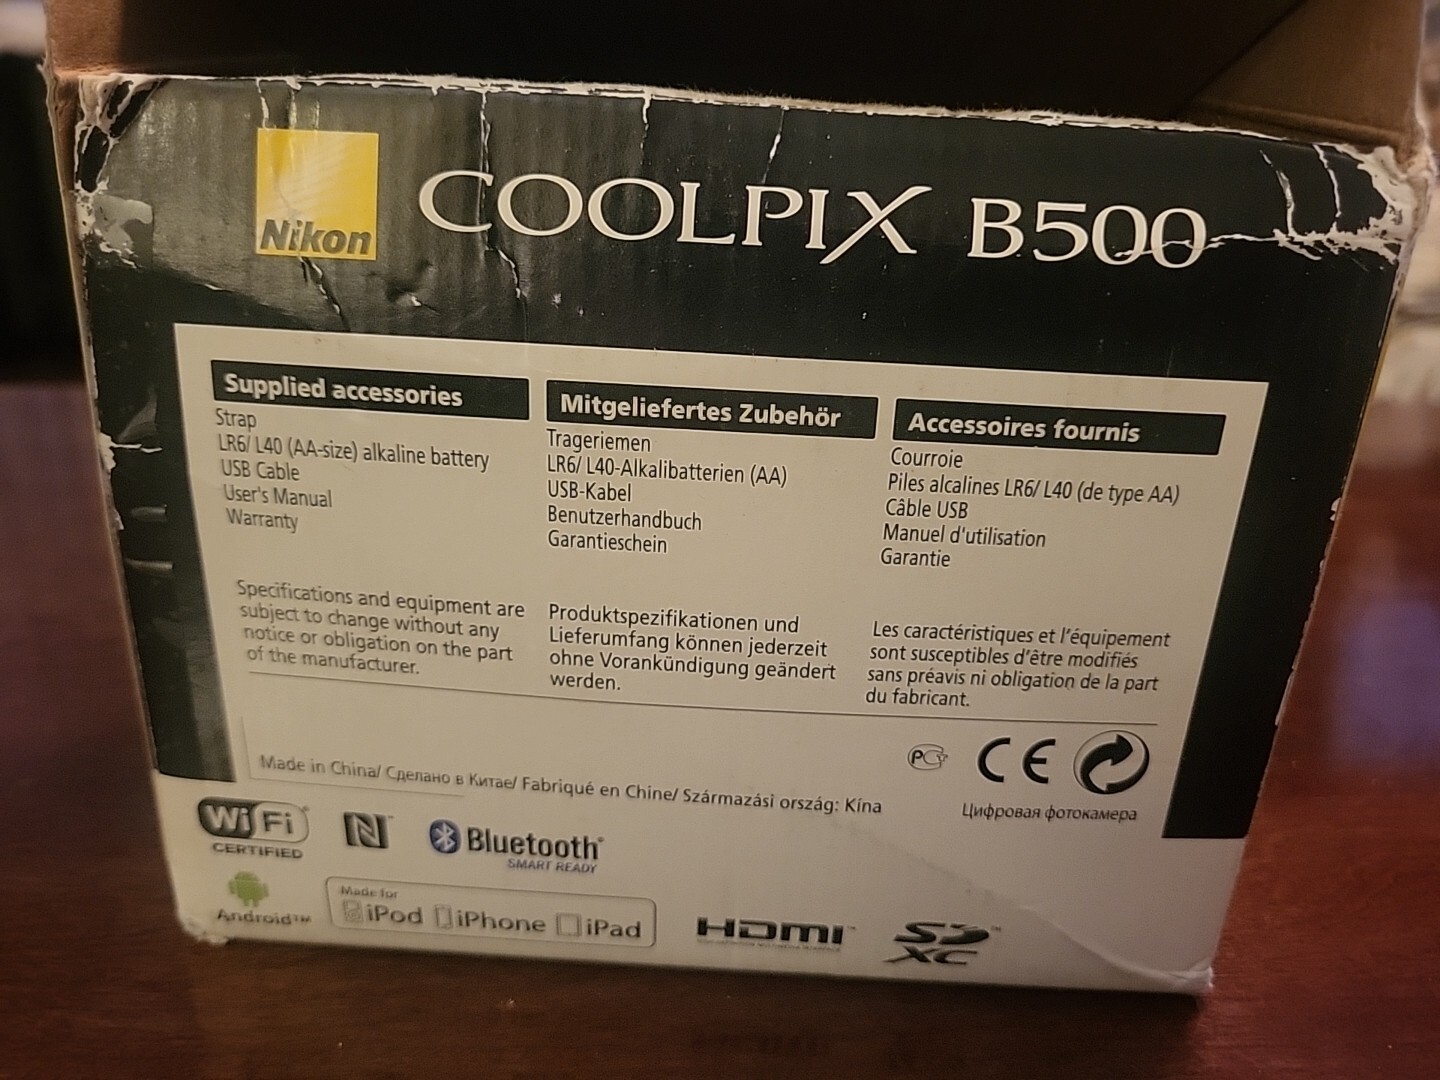 Nikon
COOLPIX B500
Supplied accessories
Strap
LR6/ L40 (AA-size) alkaline battery
USB Cable
User's Manual
Warranty
Specifications and equipment are
subject to change without any
notice or obligation on the part
of the manufacturer.
Mitgeliefertes Zubehör
Trageriemen
LR6/ L40-Alkalibatterien (AA)
USB-Kabel
Benutzerhandbuch
Garantieschein
Produktspezifikationen und
Lieferumfang können jederzeit
ohne Vorankündigung geändert
werden.
Accessoires fournis
Courroie
Piles alcalines LR6/ L40 (de type AA)
Câble USB
Manuel d'utilisation
Garantie
Les caractéristiques et l'équipement
sont susceptibles d'être modifiés
sans préavis ni obligation de la part
du fabricant.
Made in China/ Сделано в Китае/ Fabriqué en Chine/ Származási ország: Kína
CE
Цифровая фотокамера
Wi Fi
CERTIFIED
N
Bluetooth
SMART READY
Android™
Made for
iPod iPhone iPad
HDMI
SD
XC